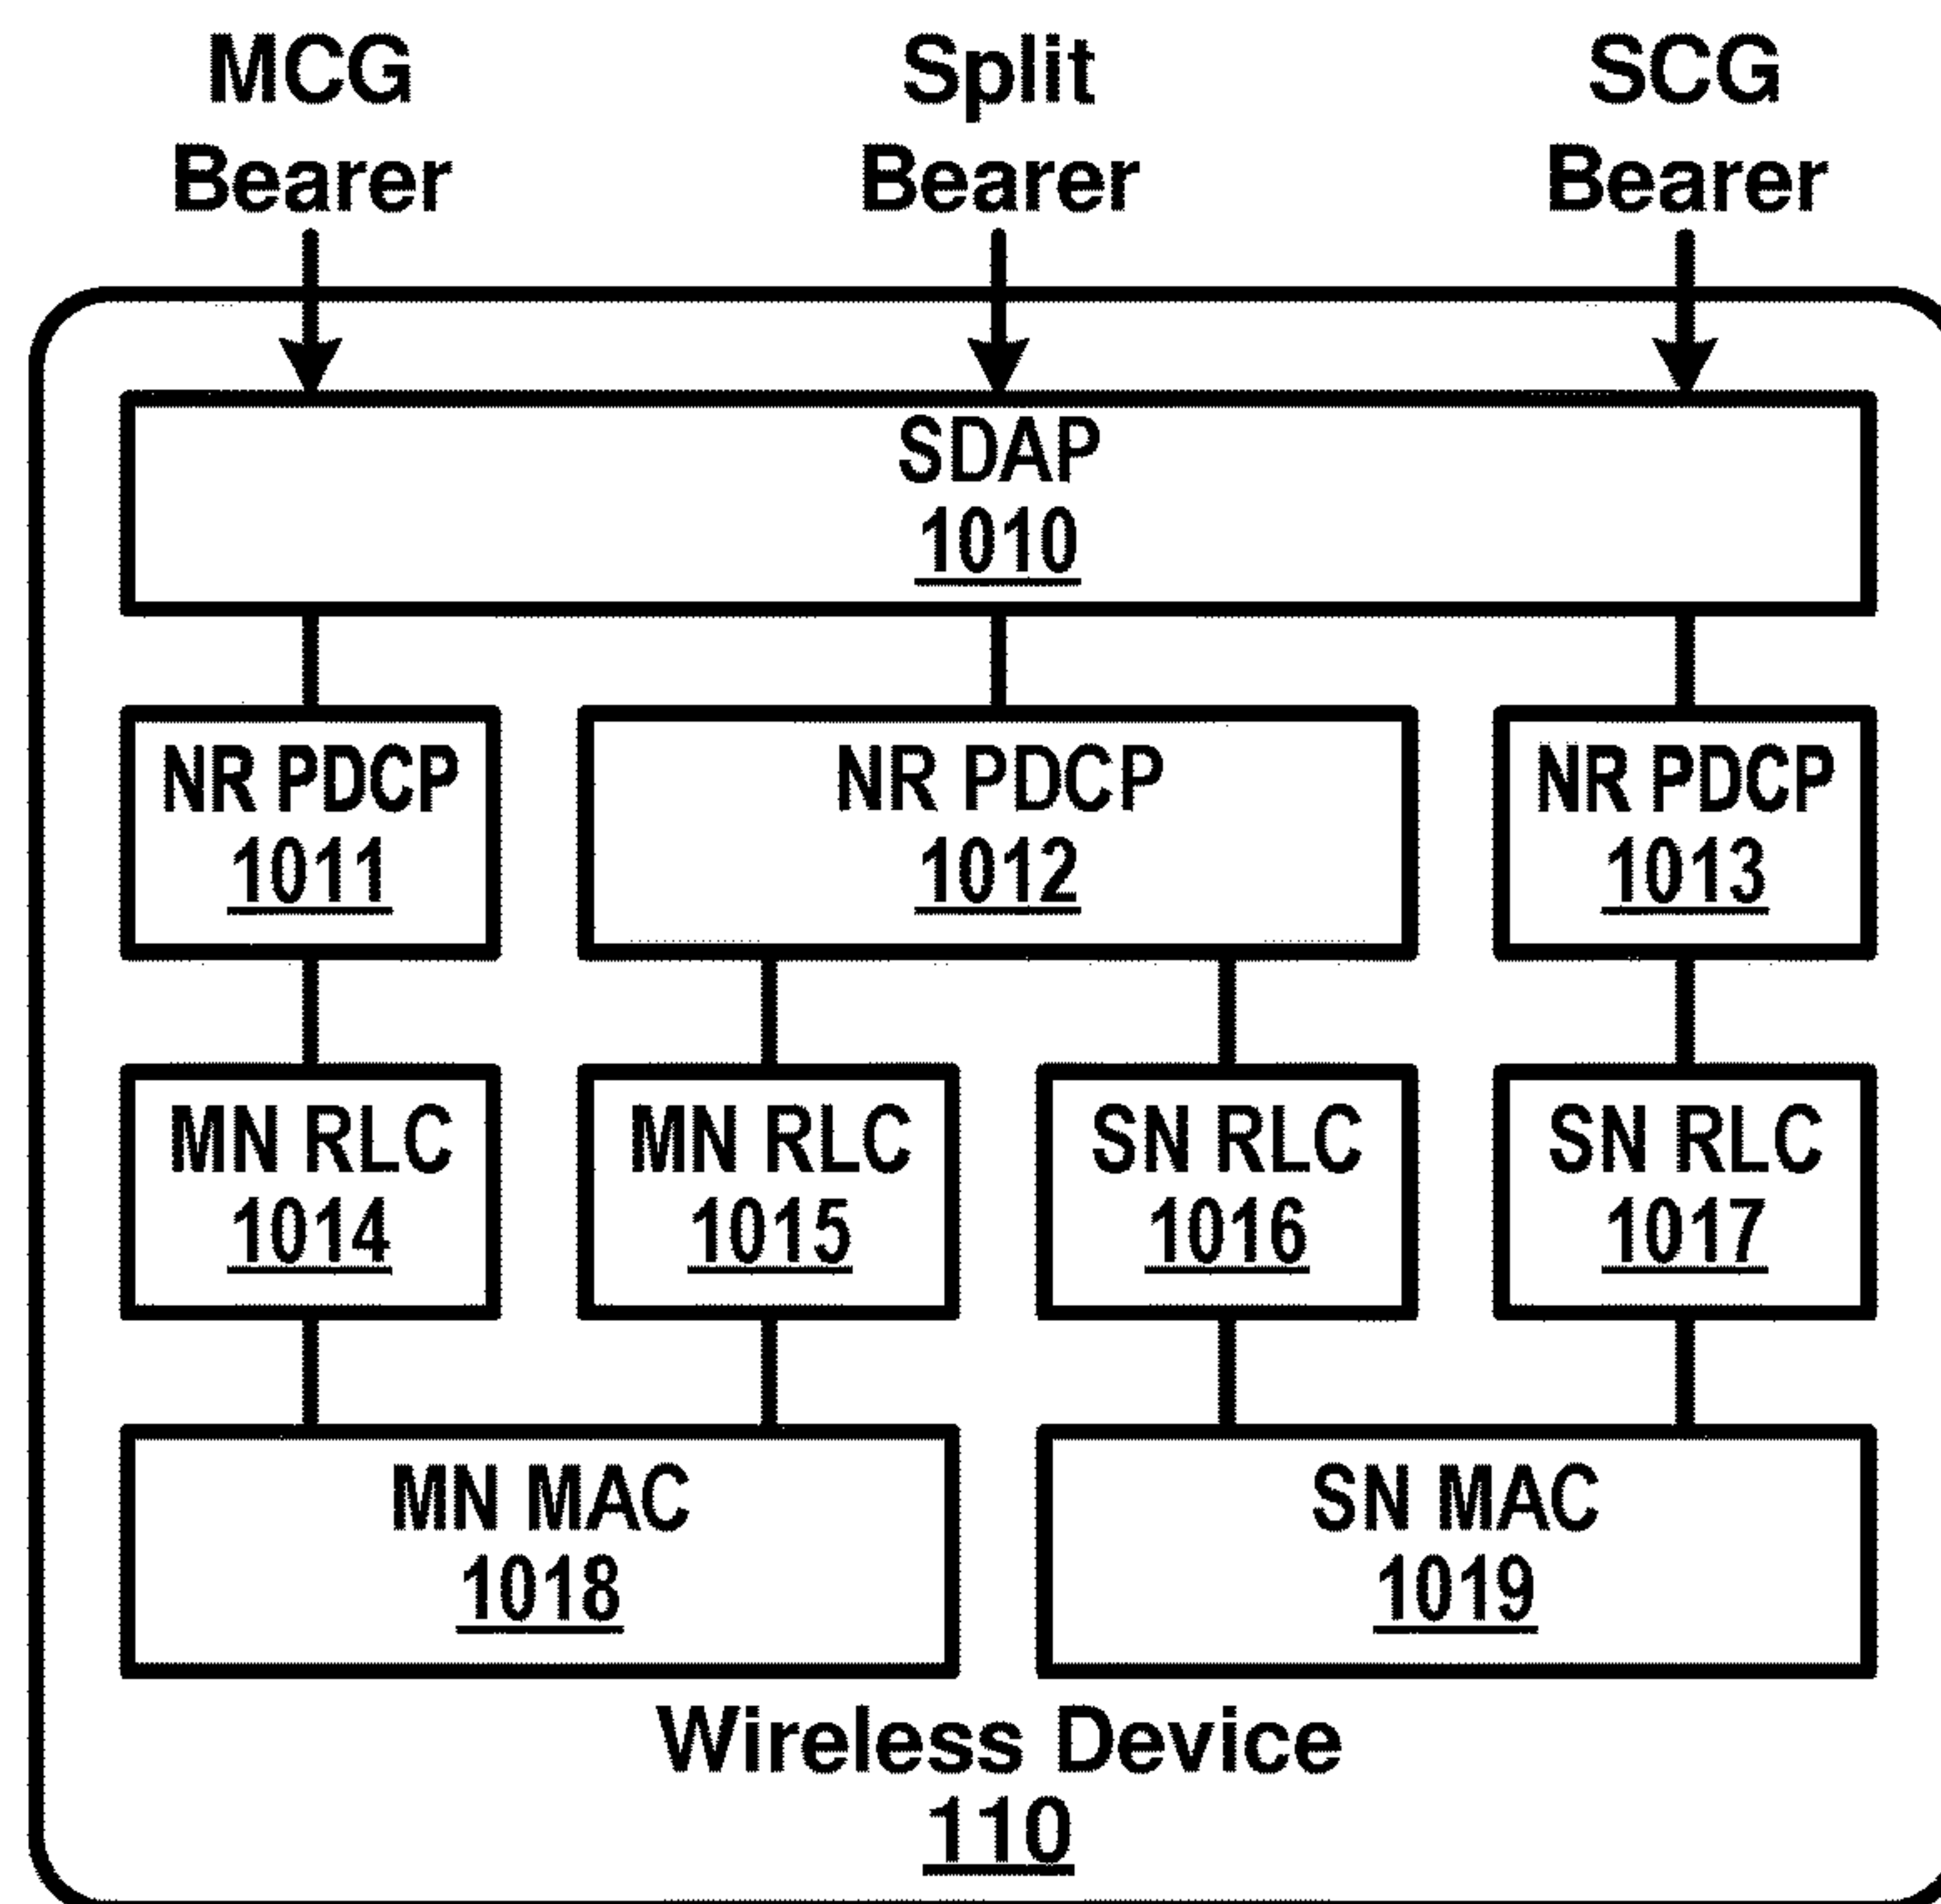 MCG Bearer
Split Bearer
SCG Bearer
SDAP
1010
NR PDCP
1011
NR PDCP
1012
NR PDCP
1013
MN RLC
1014
MN RLC
1015
SN RLC
1016
SN RLC
1017
MN MAC
1018
SN MAC
1019
Wireless Device
110